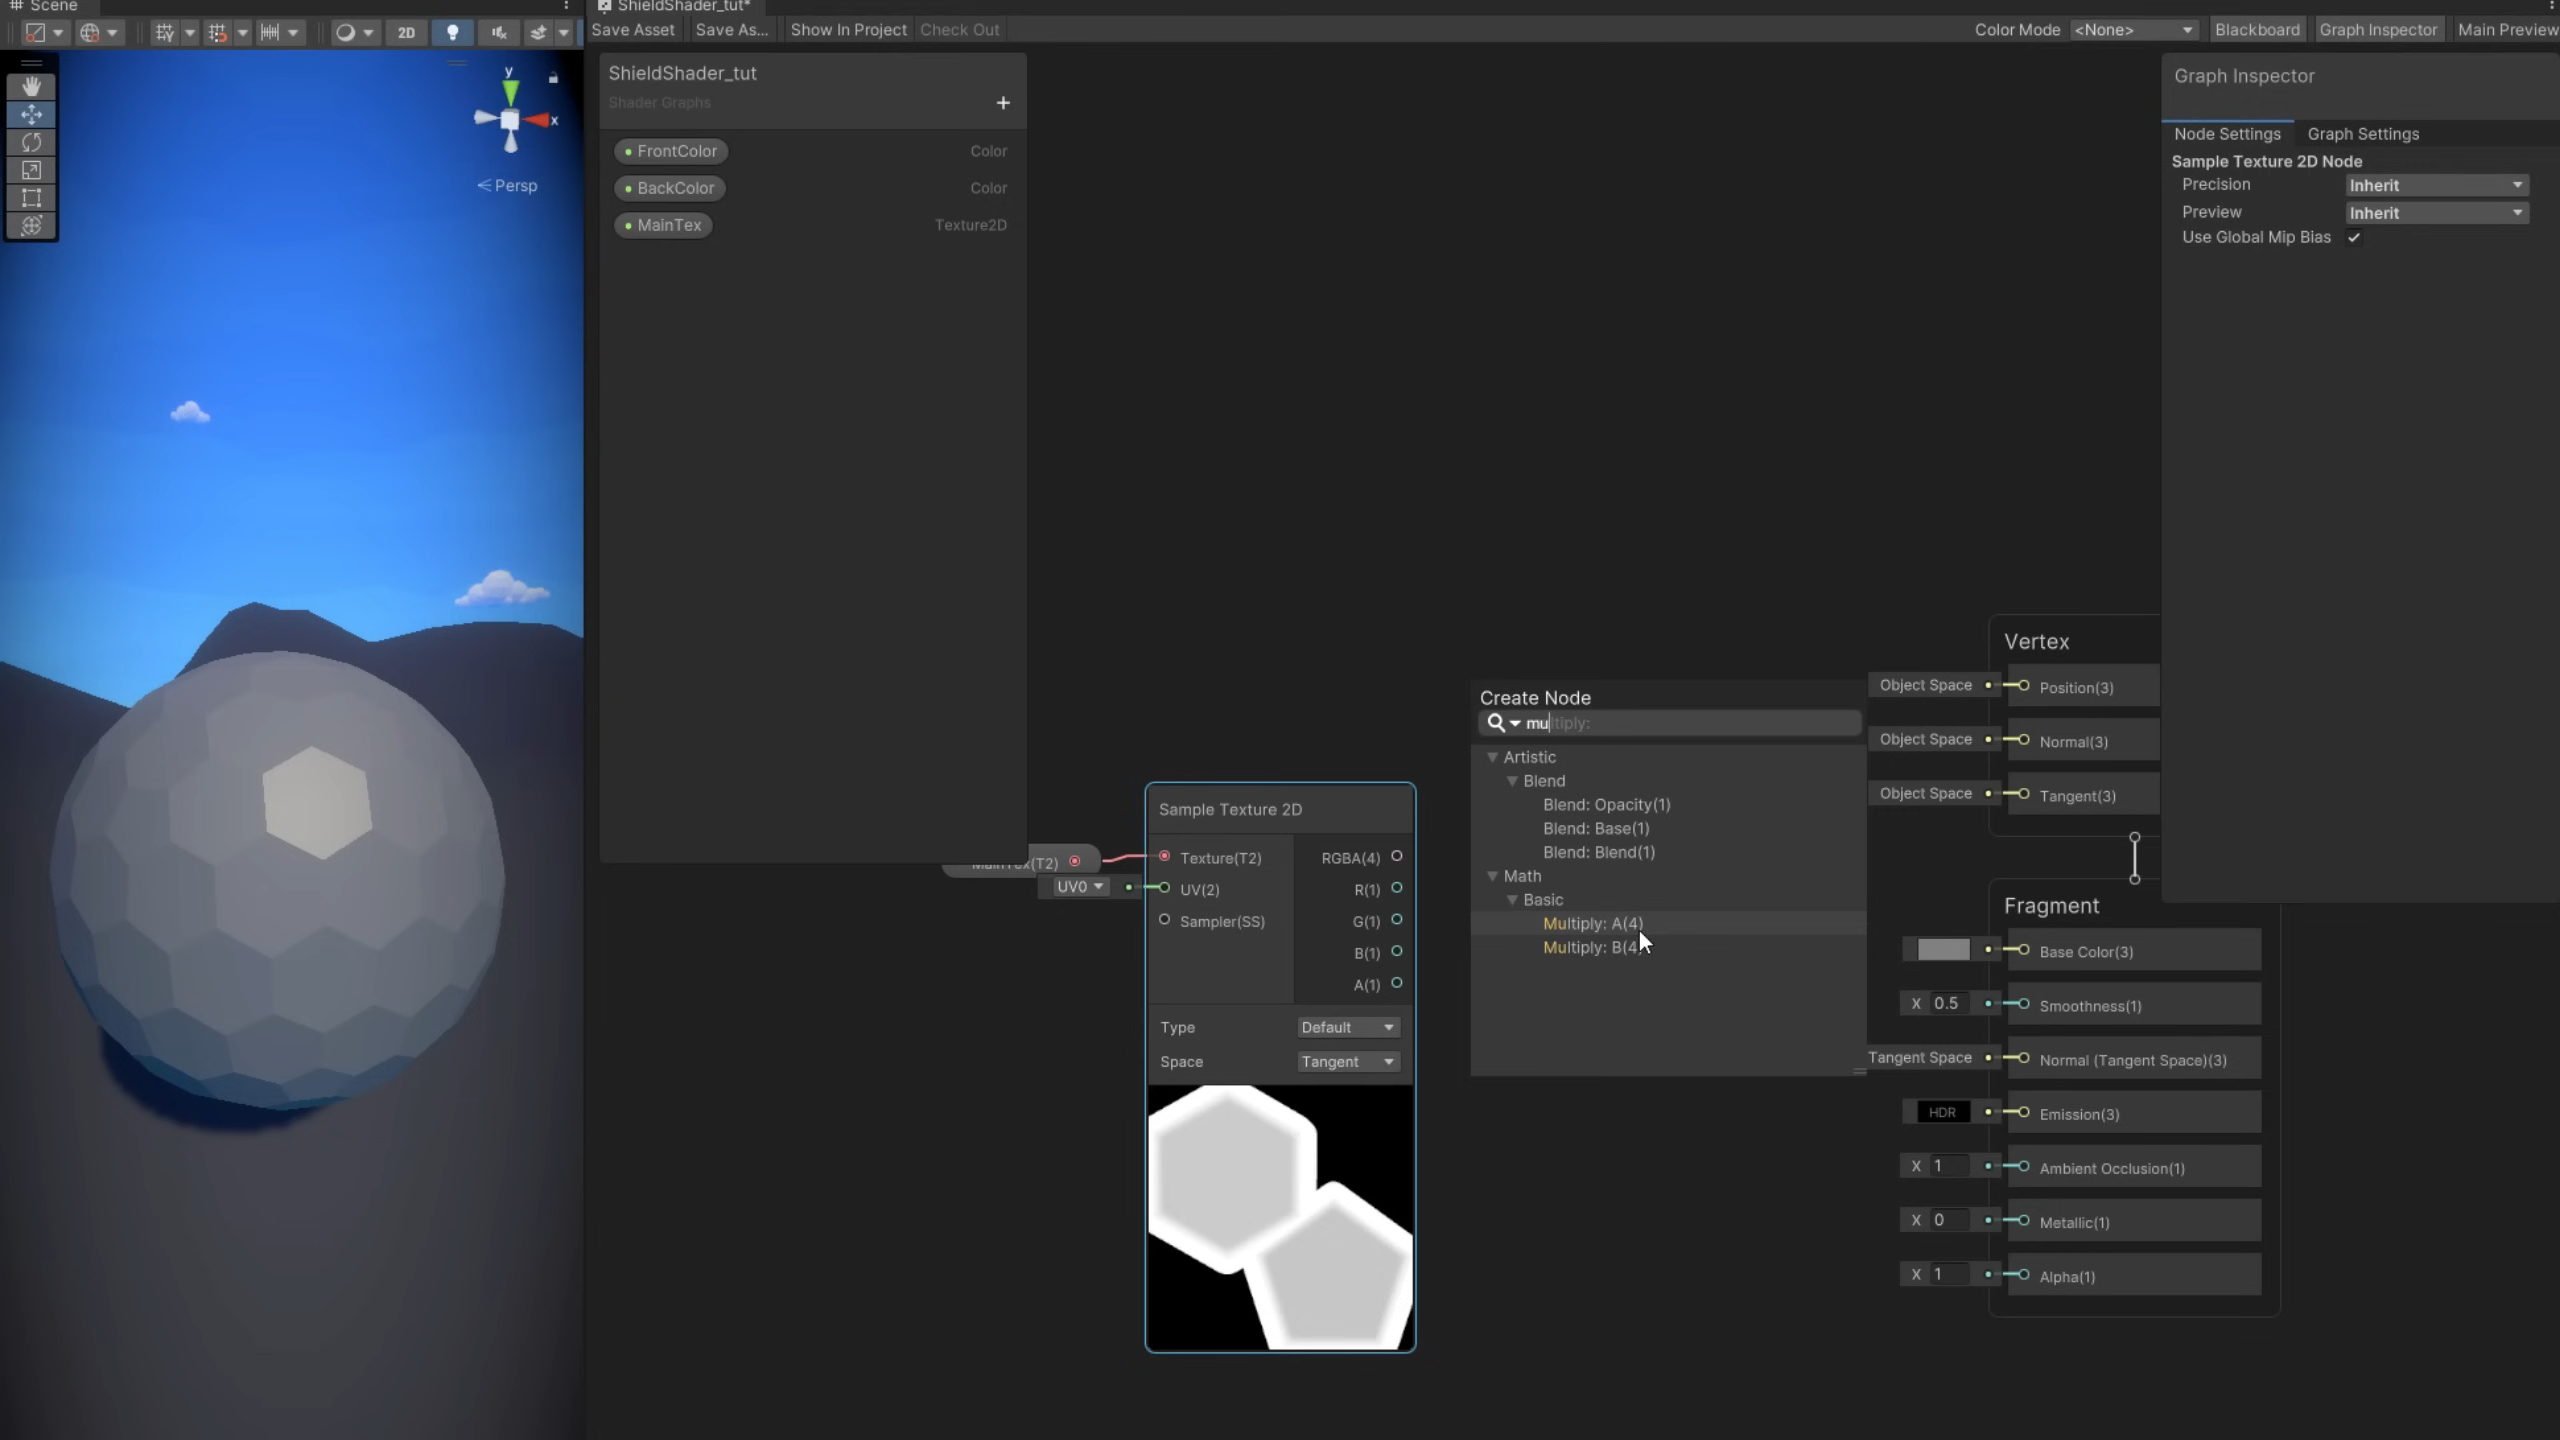 Scene
2D
y
x
Persp
ShieldShader_tut*
Save Asset
Save As...
Show In Project
Check Out
Color Mode
<None>
Blackboard
Graph Inspector
Main Preview
ShieldShader_tut
Shader Graphs
+
FrontColor Color
BackColor Color
MainTex Texture2D
Graph Inspector
Node Settings
Graph Settings
Sample Texture 2D Node
Precision Inherit
Preview Inherit
Use Global Mip Bias
MainTex(T2)
UV0
Sample Texture 2D
Texture(T2) RGBA(4)
UV(2) R(1)
Sampler(SS) G(1)
B(1)
A(1)
Type Default
Space Tangent
Create Node
multiply:
Artistic
Blend
Blend: Opacity(1)
Blend: Base(1)
Blend: Blend(1)
Math
Basic
Multiply: A(4)
Multiply: B(4
Vertex
Object Space Position(3)
Object Space Normal(3)
Object Space Tangent(3)
Fragment
Base Color(3)
X 0.5 Smoothness(1)
Tangent Space Normal (Tangent Space)(3)
HDR Emission(3)
X 1 Ambient Occlusion(1)
X 0 Metallic(1)
X 1 Alpha(1)